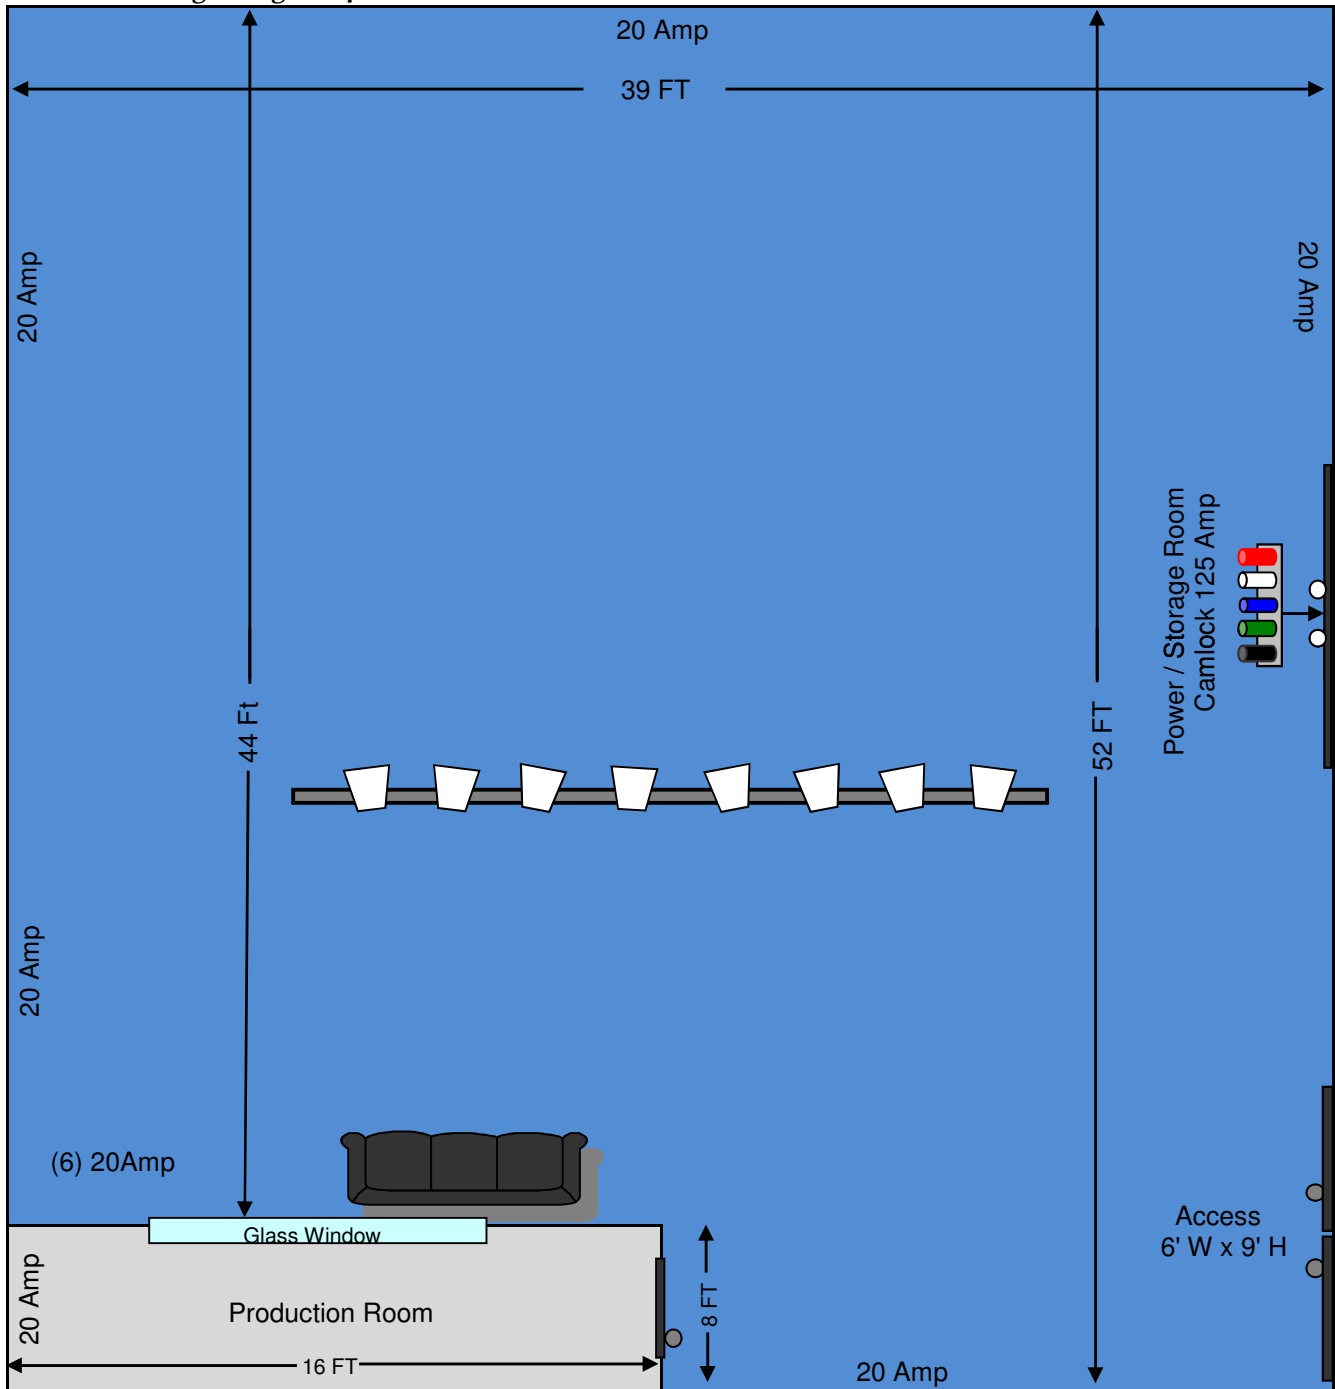 20 Amp
39 FT
20 Amp
20 Amp
Power / Storage Room
Camlock 125 Amp
44 Ft
52 FT
20 Amp
(6) 20Amp
Glass Window
Access
6' W x 9' H
20 Amp
Production Room
8 FT
16 FT
20 Amp